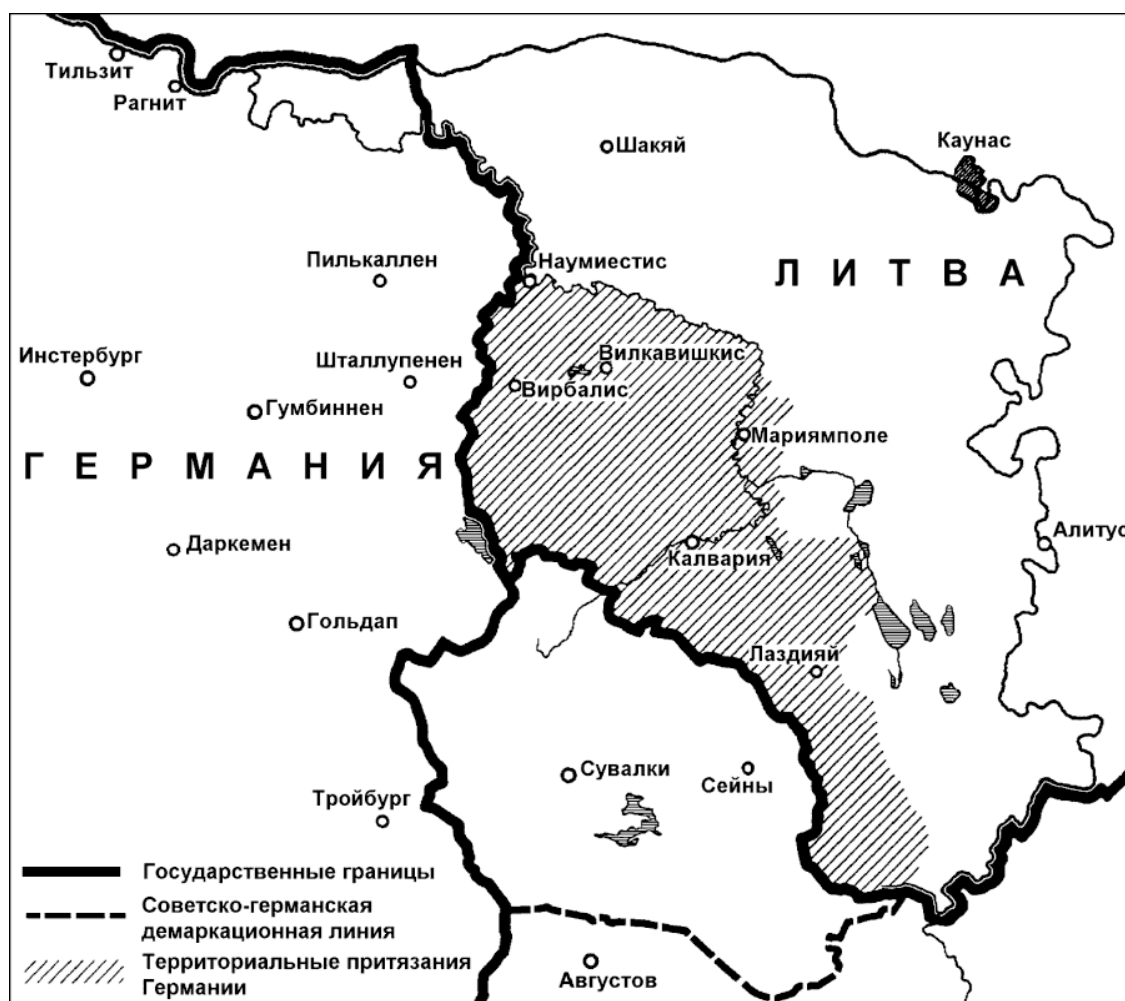 Тильзит
Рагнит
Шакяй
Каунас
Пилькаллен
Наумиестис
ЛИТВА
Инстербург
Шталлупенен
Вилкавишкис
Вирбалис
Гумбиннен
Мариямполе
ГЕРМАНИЯ
Даркемен
Калвария
Алитус
Гольдап
Лаздияй
Сувалки
Сейны
Тройбург
Августов
Государственные границы
Советско-германская
демаркационная линия
Территориальные притязания
Германии